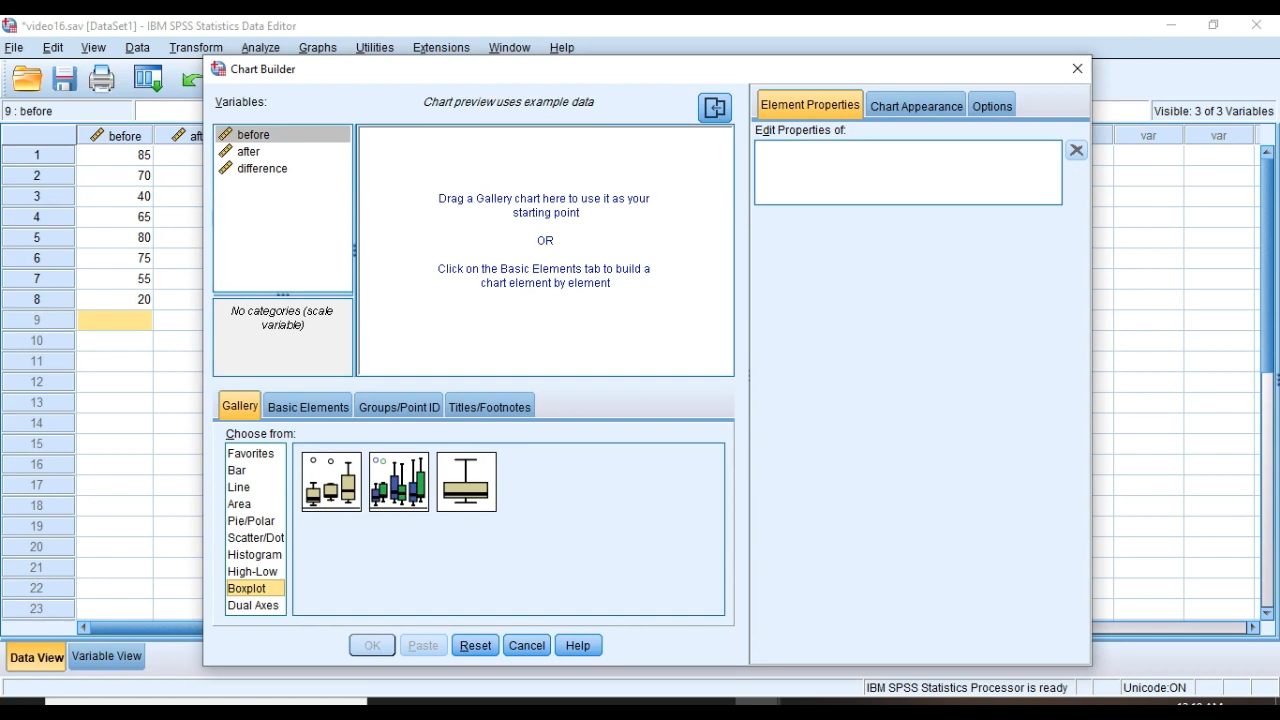 *video16.sav [DataSet1] - IBM SPSS Statistics Data Editor
File Edit View Data Transform Analyze Graphs Utilities Extensions Window Help
Chart Builder
9 : before
Visible: 3 of 3 Variables
before
var var
1 85
2 70
3 40
4 65
5 80
6 75
7 55
8 20
9
10
11
12
13
14
15
16
17
18
19
20
21
22
23
Variables:
Chart preview uses example data
before
after
difference
No categories (scale
variable)
Drag a Gallery chart here to use it as your
starting point
OR
Click on the Basic Elements tab to build a
chart element by element
Gallery Basic Elements Groups/Point ID Titles/Footnotes
Choose from:
Favorites
Bar
Line
Area
Pie/Polar
Scatter/Dot
Histogram
High-Low
Boxplot
Dual Axes
OK Paste Reset Cancel Help
Element Properties Chart Appearance Options
Edit Properties of:
Data View Variable View
IBM SPSS Statistics Processor is ready Unicode:ON